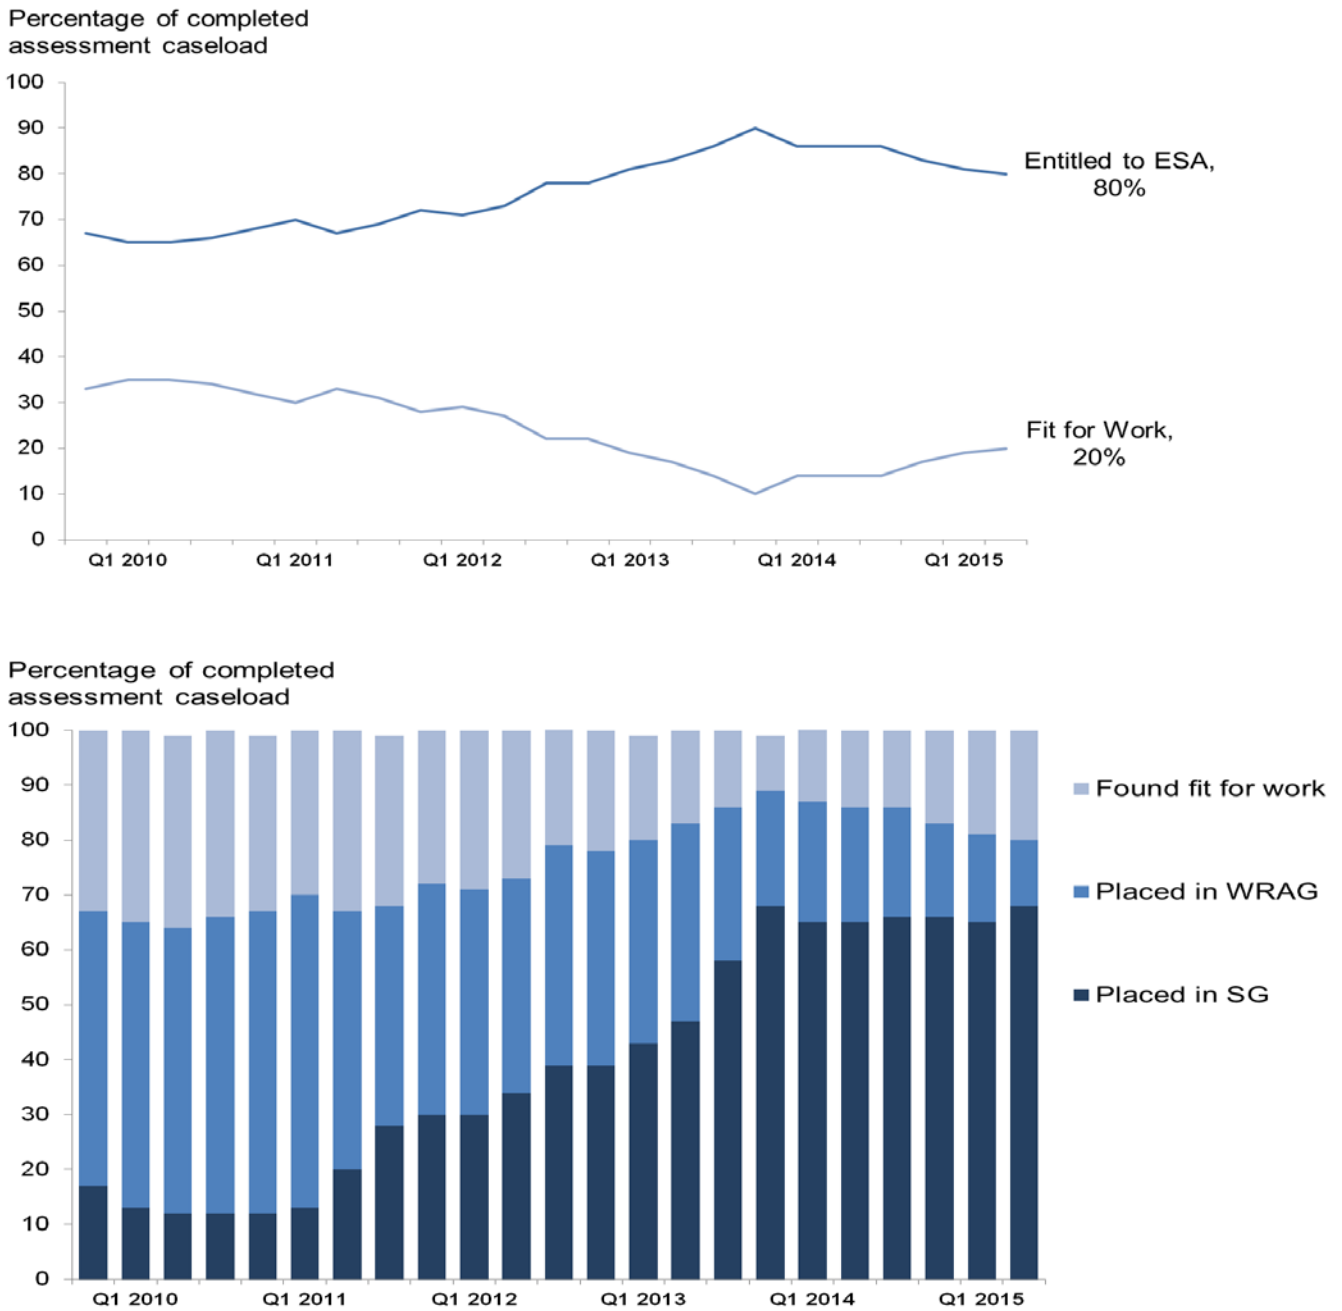 Percentage of completed
assessment caseload
100
90
80
70
60
50
40
30
20
10
0
Entitled to ESA,
80%
Fit for Work,
20%
Q1 2010 Q1 2011 Q1 2012 Q1 2013 Q1 2014 Q1 2015
Percentage of completed
assessment caseload
100
90
80
70
60
50
40
30
20
10
0
Found fit for work
Placed in WRAG
Placed in SG
Q1 2010 Q1 2011 Q1 2012 Q1 2013 Q1 2014 Q1 2015